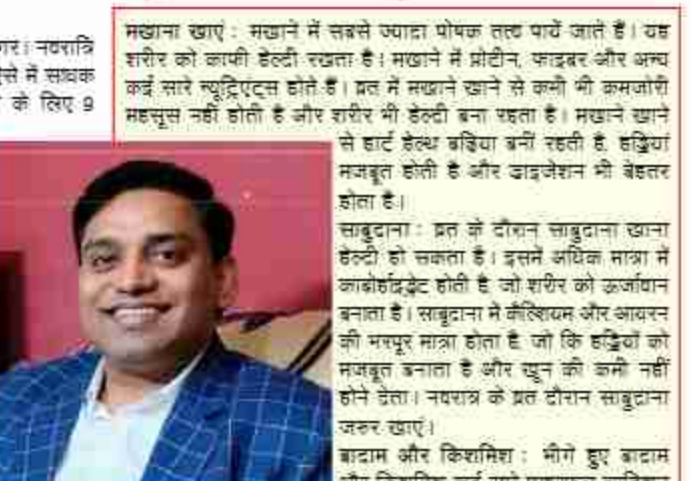 गर। नवरात्रि
से में साधक
के लिए 9
मखाना खाएं : मखाने में सबसे ज्यादा पोषक तत्व पायें जाते हैं। यह
शरीर को काफी हेल्दी रखता है। मखाने में प्रोटीन, फाइबर और अन्य
कई सारे न्यूट्रिएंट्स होते हैं। व्रत में मखाने खाने से कभी भी कमजोरी
महसूस नहीं होती है और शरीर भी हेल्दी बना रहता है। मखाने खाने
से हार्ट हेल्थ बढ़िया बनीं रहती है, हड्डियां
मजबूत होती है और डाइजेशन भी बेहतर
होता है।
साबुदाना : व्रत के दौरान साबुदाना खाना
हेल्दी हो सकता है। इसमें अधिक मात्रा में
कार्बोहाइड्रेट होती है, जो शरीर को ऊर्जावान
बनाता है। साबुदाना में कैल्शियम और आयरन
की भरपूर मात्रा होता है, जो कि हड्डियों को
मजबूत बनाता है और खून की कमी नहीं
होने देता। नवरात्र के व्रत दौरान साबुदाना
जरुर खाएं।
बादाम और किशमिश : भीगे हुए बादाम